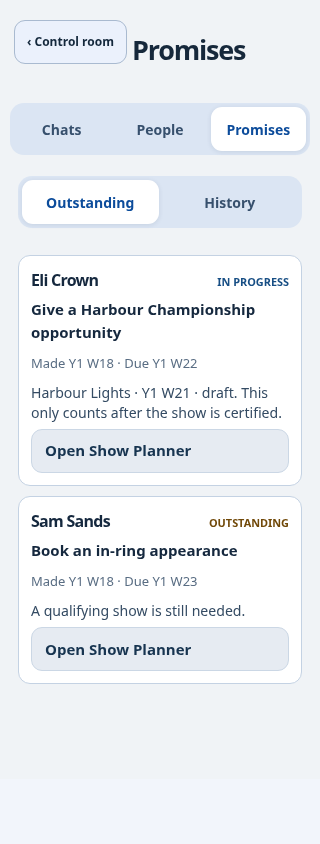 ‹ Control room
Promises
Chats
People
Promises
Outstanding
History
Eli Crown
IN PROGRESS
Give a Harbour Championship
opportunity
Made Y1 W18 · Due Y1 W22
Harbour Lights · Y1 W21 · draft. This
only counts after the show is certified.
Open Show Planner
Sam Sands
OUTSTANDING
Book an in-ring appearance
Made Y1 W18 · Due Y1 W23
A qualifying show is still needed.
Open Show Planner